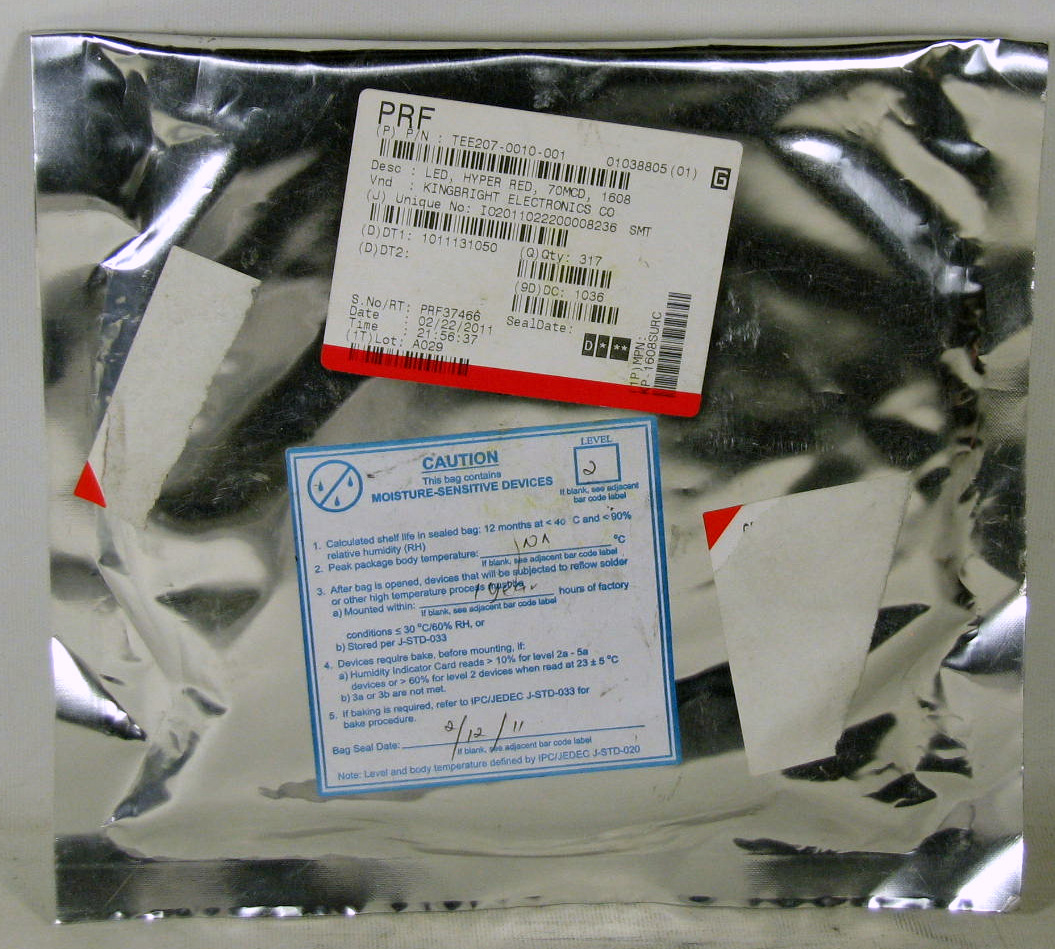 PRF
(P) P/N : TEE207-0010-001 01038805(01) G
Desc : LED, HYPER RED, 70MCD, 1608
Vnd : KINGBRIGHT ELECTRONICS CO
(J) Unique No: IO2011022200008236 SMT
(D)DT1: 1011131050 (Q)Qty: 317
(D)DT2:
(9D)DC: 1036
S.No/RT: PRF37466 SealDate:
Date : 02/22/2011
Time : 21:56:37
(1T)Lot: A029
D * **
(1P)MPN:
KP-1608SURC
CAUTION
This bag contains
MOISTURE-SENSITIVE DEVICES
LEVEL
2
If blank, see adjacent
bar code label
1. Calculated shelf life in sealed bag: 12 months at < 40 °C and < 90%
relative humidity (RH)
2. Peak package body temperature: °C
If blank, see adjacent bar code label
3. After bag is opened, devices that will be subjected to reflow solder
or other high temperature process must be
a) Mounted within: 1 year hours of factory
If blank, see adjacent bar code label
conditions ≤ 30 °C/60% RH, or
b) Stored per J-STD-033
4. Devices require bake, before mounting, if:
a) Humidity Indicator Card reads > 10% for level 2a - 5a
devices or > 60% for level 2 devices when read at 23 ± 5 °C
b) 3a or 3b are not met.
5. If baking is required, refer to IPC/JEDEC J-STD-033 for
bake procedure.
Bag Seal Date: 2/12/11
If blank, see adjacent bar code label
Note: Level and body temperature defined by IPC/JEDEC J-STD-020